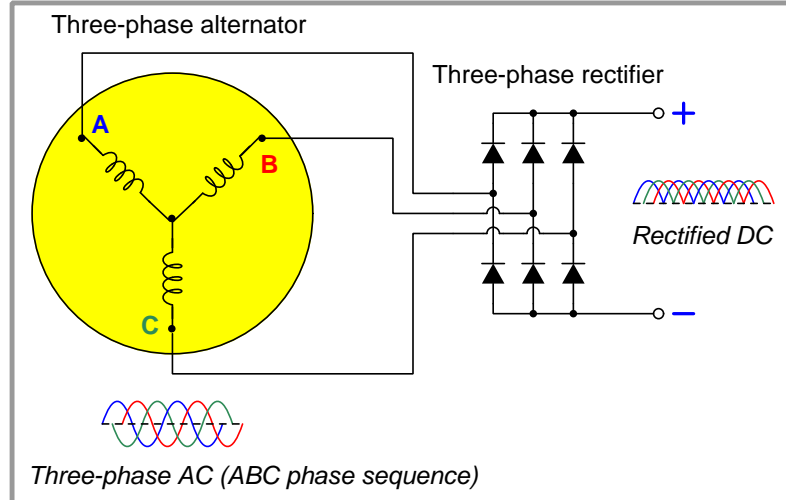 Three-phase alternator
Three-phase rectifier
A
B
C
+
−
Rectified DC
Three-phase AC (ABC phase sequence)